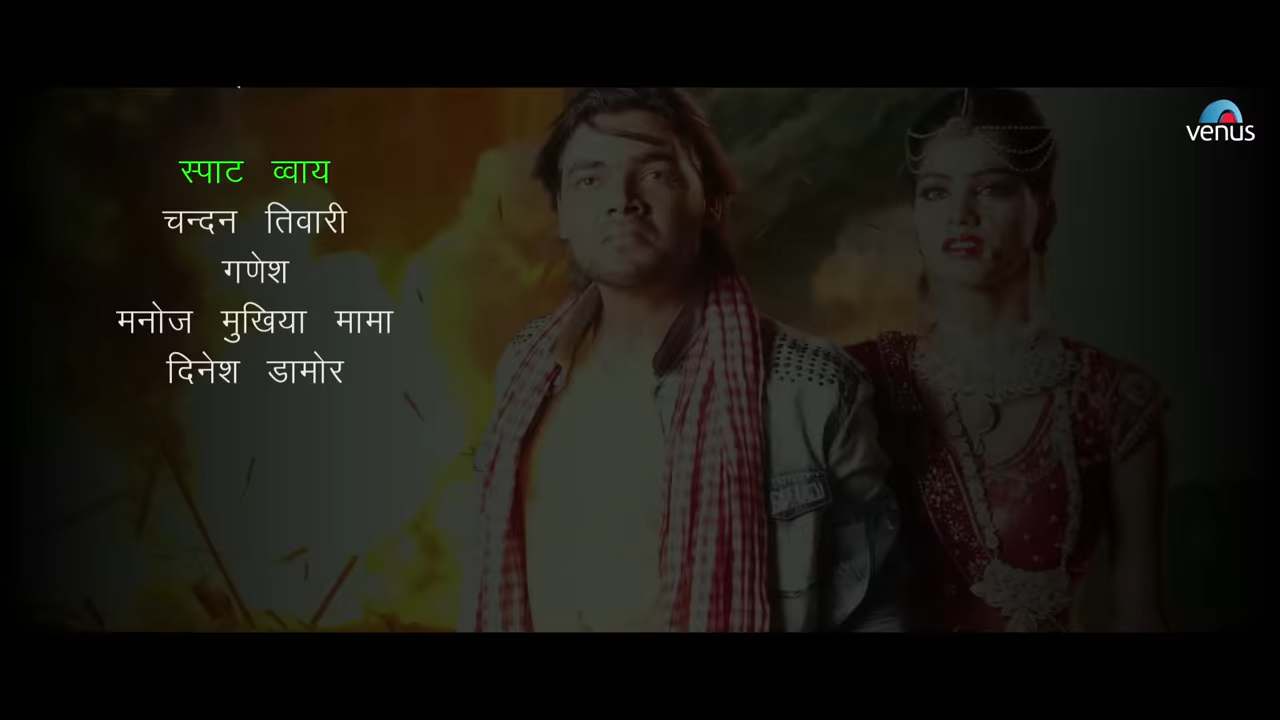 venus
स्पाट व्वाय
चन्दन तिवारी
गणेश
मनोज मुखिया मामा
दिनेश डामोर